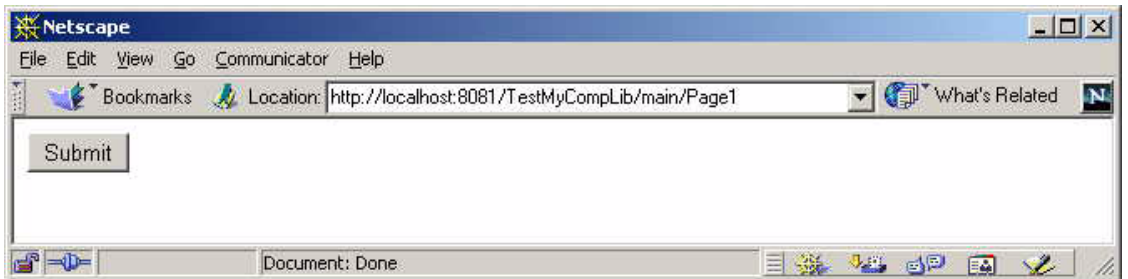 Netscape
File Edit View Go Communicator Help
Bookmarks Location: http://localhost:8081/TestMyCompLib/main/Page1 What's Related N
Submit
Document: Done